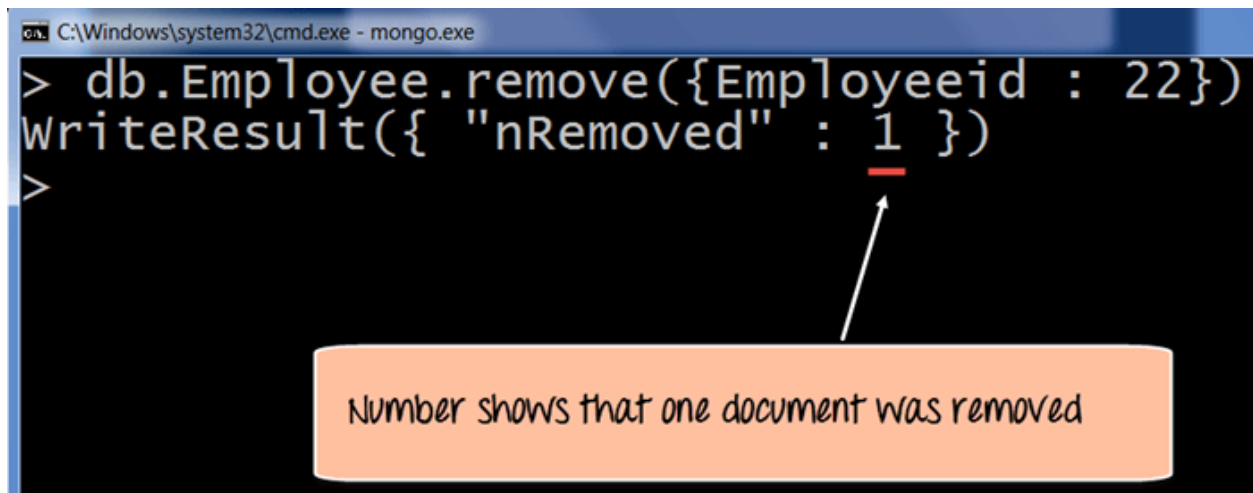 C:\Windows\system32\cmd.exe - mongo.exe
> db.Employee.remove({Employeeid : 22})
WriteResult({ "nRemoved" : 1 })
>
Number shows that one document was removed